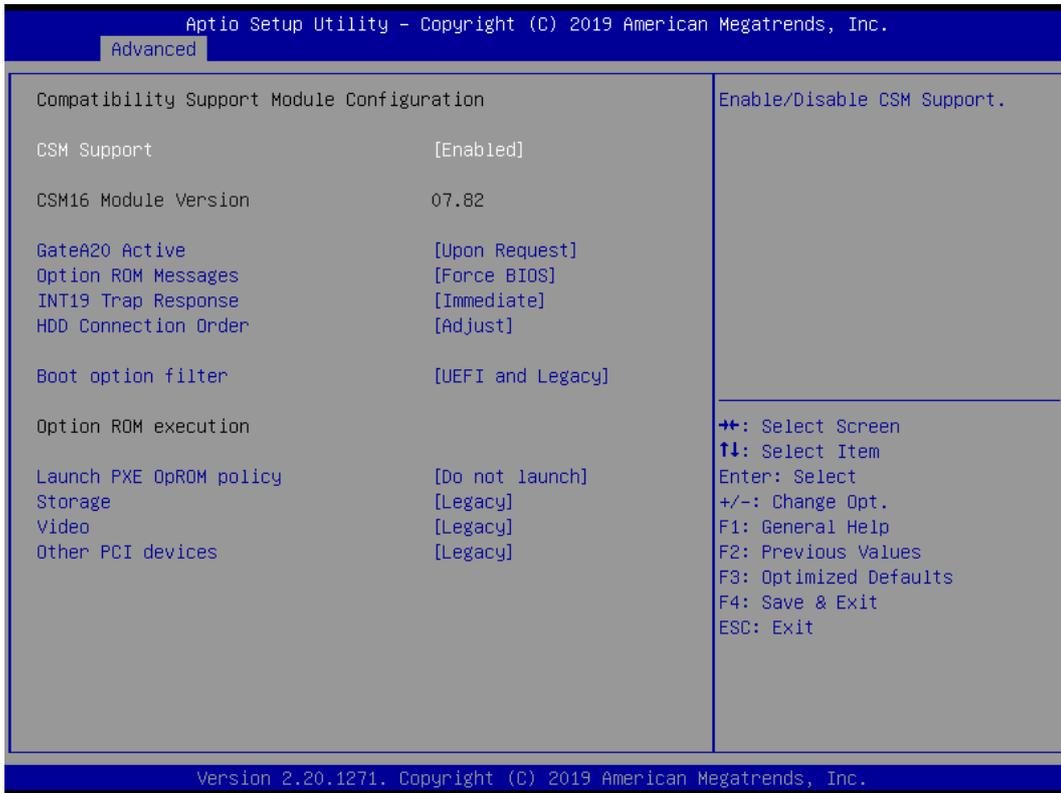 Aptio Setup Utility – Copyright (C) 2019 American Megatrends, Inc.
Advanced
Compatibility Support Module Configuration
CSM Support [Enabled]
CSM16 Module Version 07.82
GateA20 Active [Upon Request]
Option ROM Messages [Force BIOS]
INT19 Trap Response [Immediate]
HDD Connection Order [Adjust]
Boot option filter [UEFI and Legacy]
Option ROM execution
Launch PXE OpROM policy [Do not launch]
Storage [Legacy]
Video [Legacy]
Other PCI devices [Legacy]
Enable/Disable CSM Support.
→←: Select Screen
↑↓: Select Item
Enter: Select
+/-: Change Opt.
F1: General Help
F2: Previous Values
F3: Optimized Defaults
F4: Save & Exit
ESC: Exit
Version 2.20.1271. Copyright (C) 2019 American Megatrends, Inc.